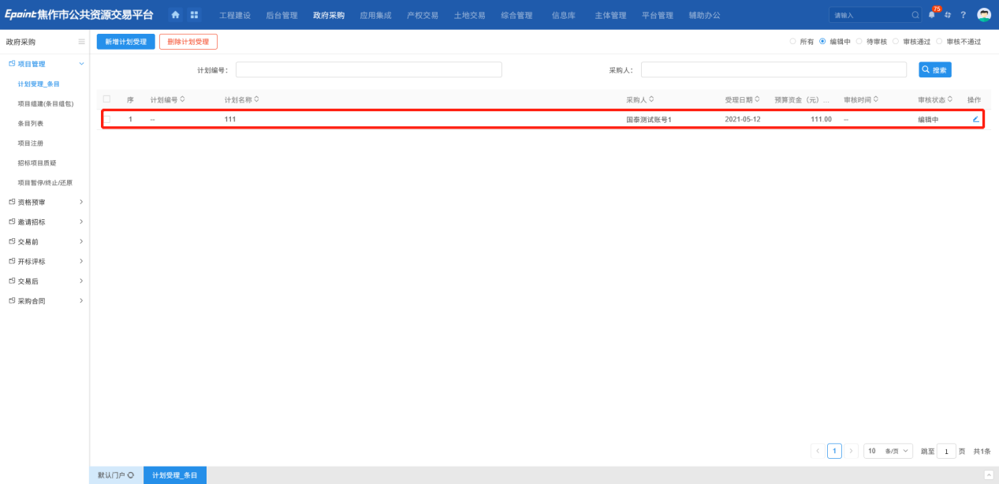 Epoint焦作市公共资源交易平台 工程建设 后台管理 政府采购 应用集成 产权交易 土地交易 综合管理 信息库 主体管理 平台管理 辅助办公 请输入 75 ?
政府采购 新增计划受理 删除计划受理 所有 编辑中 待审核 审核通过 审核不通过
项目管理
计划编号： 采购人： 搜索
计划受理_条目
序 计划编号 计划名称 采购人 受理日期 预算资金（元）... 审核时间 审核状态 操作
项目组建(条目组包)
1 -- 111 国泰测试账号1 2021-05-12 111.00 -- 编辑中
条目列表
项目注册
招标项目质疑
项目暂停/终止/还原
资格预审
邀请招标
交易前
开标评标
交易后
采购合同
1 10 条/页 跳至 1 页 共1条
默认门户 计划受理_条目